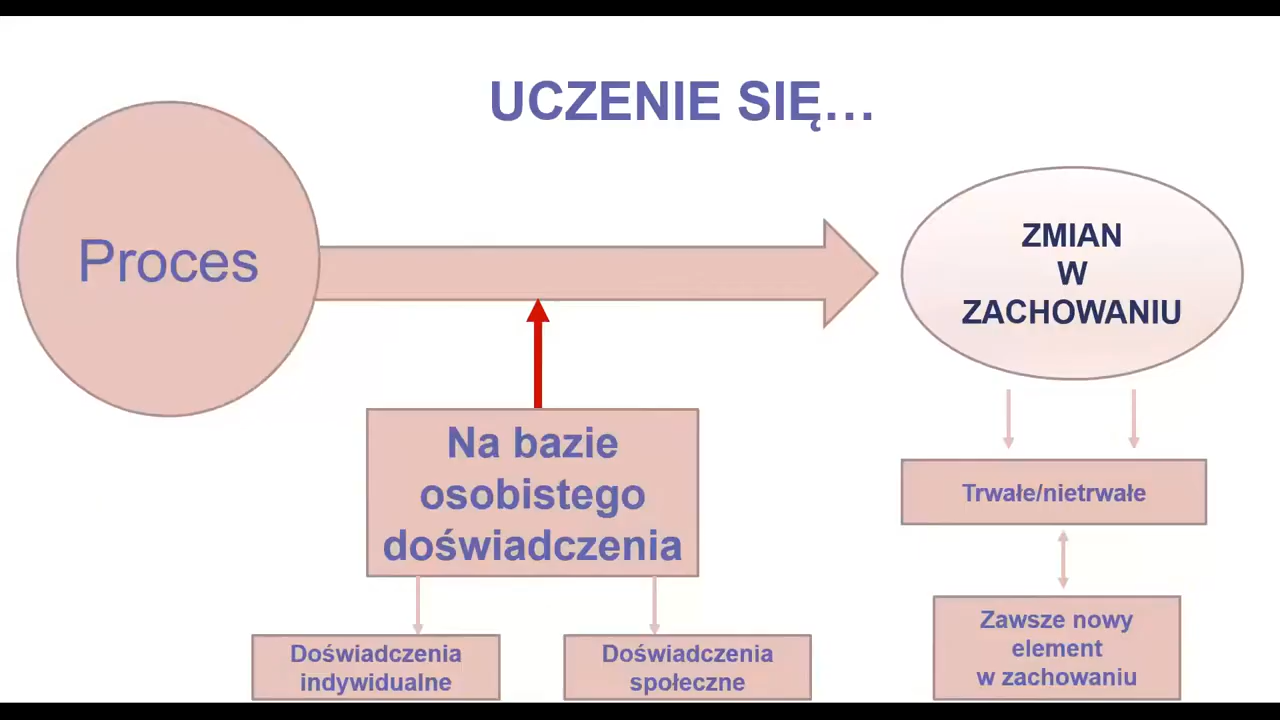 UCZENIE SIĘ...
Proces
ZMIAN
W
ZACHOWANIU
Na bazie
osobistego
doświadczenia
Trwałe/nietrwałe
Doświadczenia
indywidualne
Doświadczenia
społeczne
Zawsze nowy
element
w zachowaniu